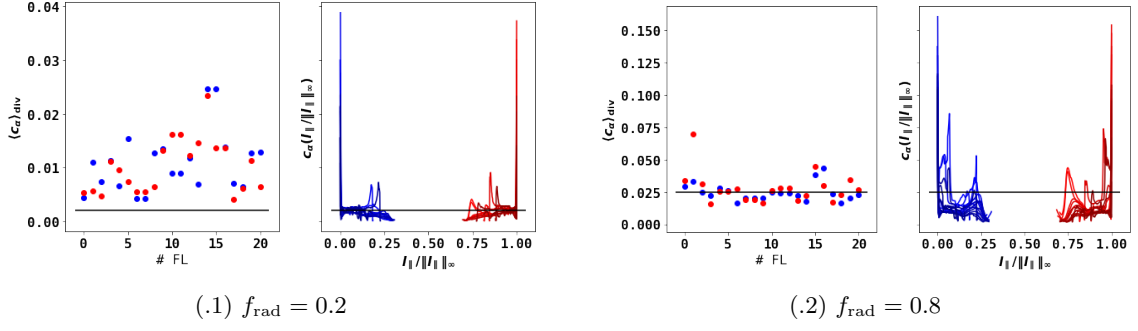 0.04
0.03
0.02
0.01
0.00
⟨c_α⟩_div
0 5 10 15 20
# FL
c_α(l_∥/‖l_∥‖_∞)
0.00 0.25 0.50 0.75 1.00
l_∥/‖l_∥‖_∞
(.1) f_rad = 0.2
0.150
0.125
0.100
0.075
0.050
0.025
0.000
⟨c_α⟩_div
0 5 10 15 20
# FL
c_α(l_∥/‖l_∥‖_∞)
0.00 0.25 0.50 0.75 1.00
l_∥/‖l_∥‖_∞
(.2) f_rad = 0.8